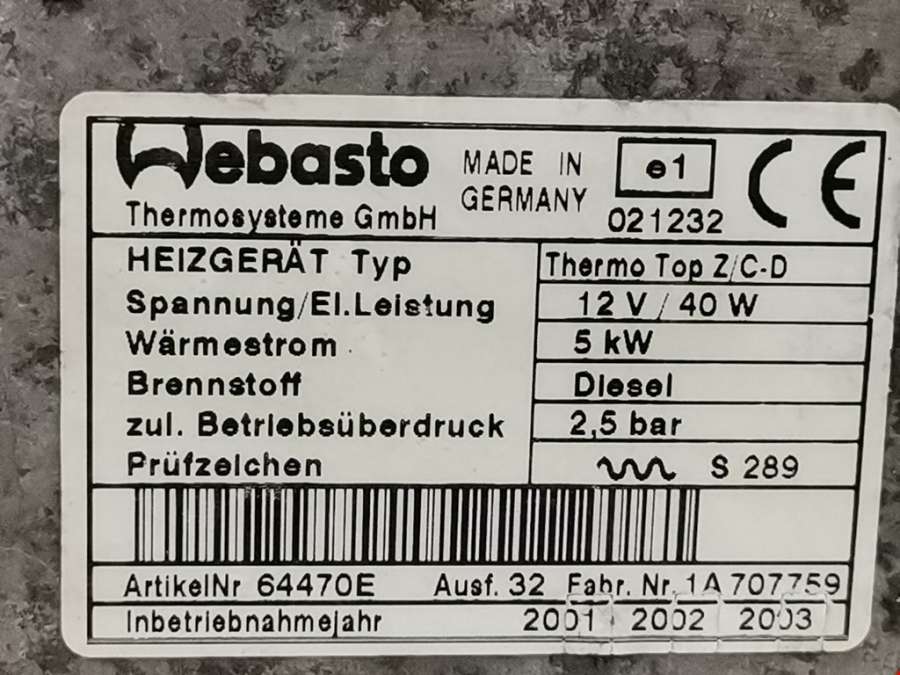 Webasto
Thermosysteme GmbH
MADE IN
GERMANY
e1
021232
CE
HEIZGERÄT Typ Thermo Top Z/C-D
Spannung/El.Leistung 12 V / 40 W
Wärmestrom 5 kW
Brennstoff Diesel
zul. Betriebsüberdruck 2,5 bar
Prüfzeichen S 289
ArtikelNr 64470E Ausf. 32 Fabr. Nr. 1A 707759
Inbetriebnahmejahr 2001 2002 2003